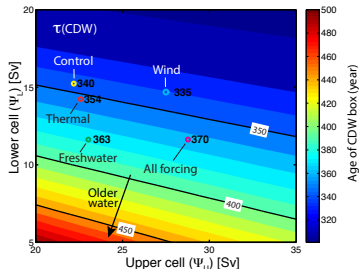 20
15
10
5
Lower cell (Ψ_L) [Sv]
τ(CDW)
Control
340
354
Thermal
Wind
335
363
Freshwater
370
All forcing
Older
water
350
400
450
20 25 30 35
Upper cell (Ψ_U) [Sv]
500
480
460
440
420
400
380
360
340
320
300
Age of CDW box (year)